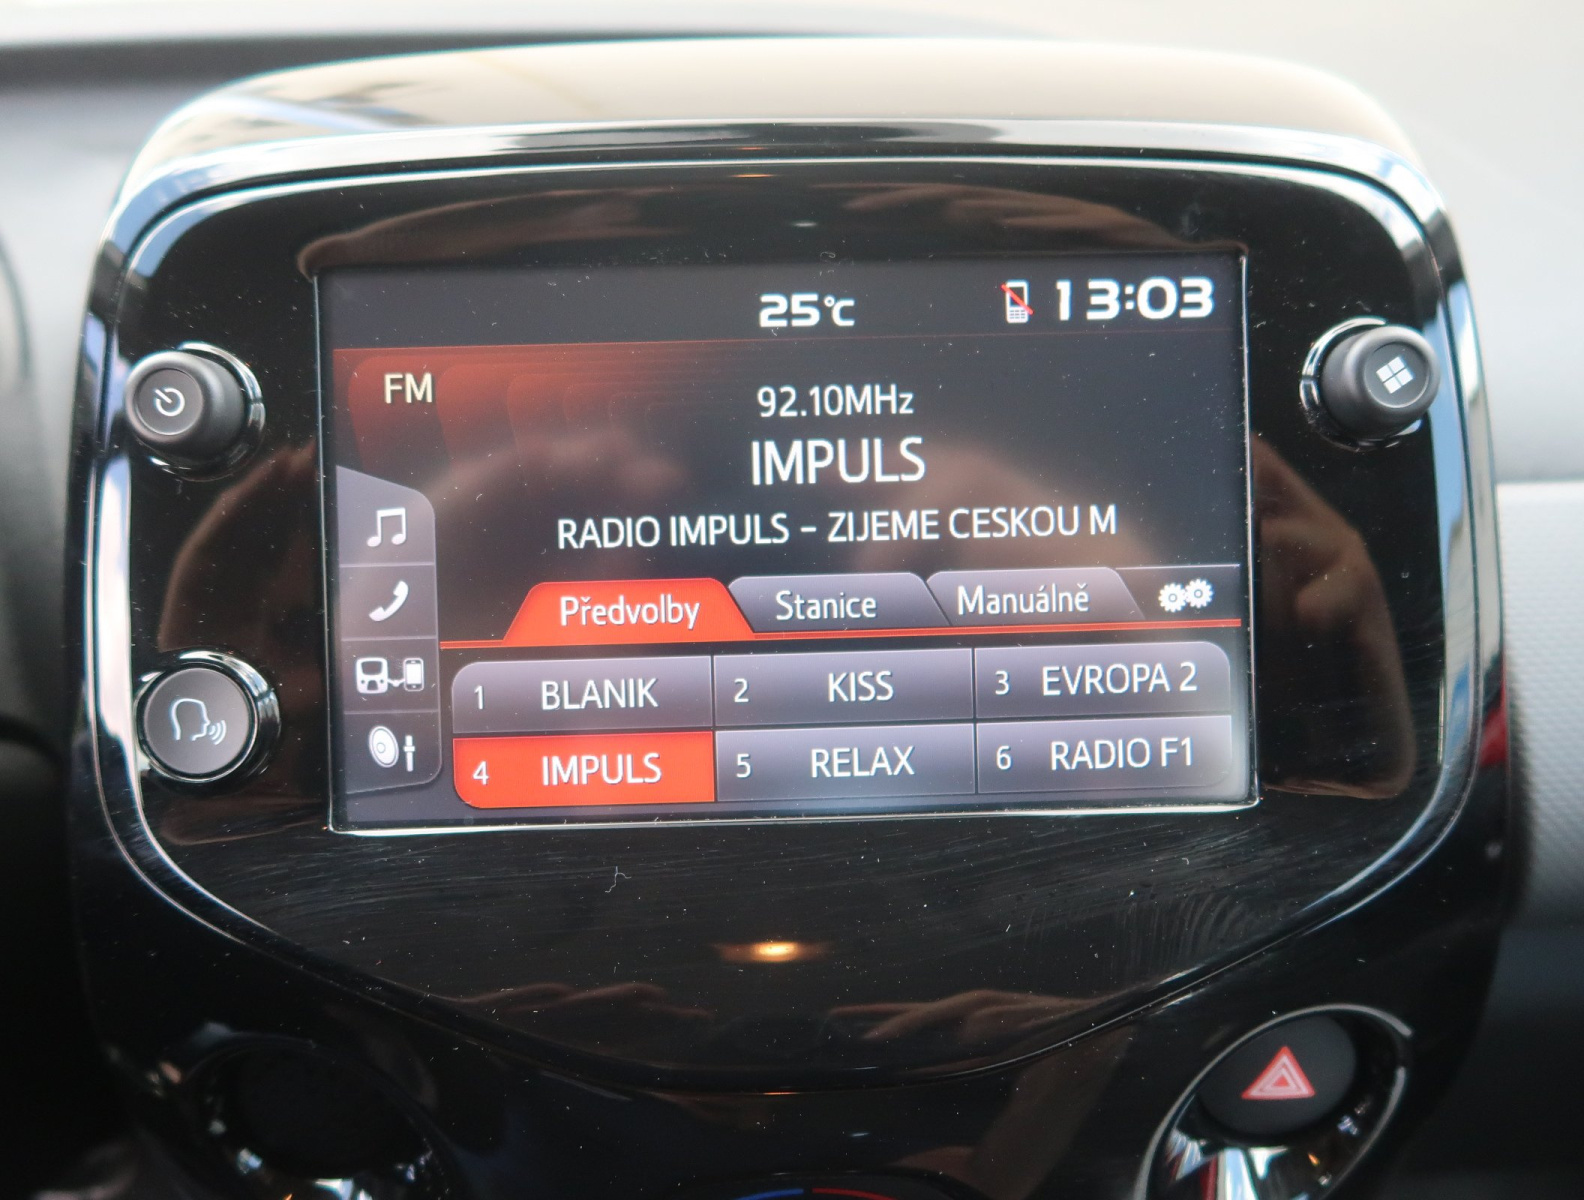 25°C
13:03
FM
92.10MHz
IMPULS
RADIO IMPULS - ZIJEME CESKOU M
Předvolby
Stanice
Manuálně
1 BLANIK
2 KISS
3 EVROPA 2
4 IMPULS
5 RELAX
6 RADIO F1